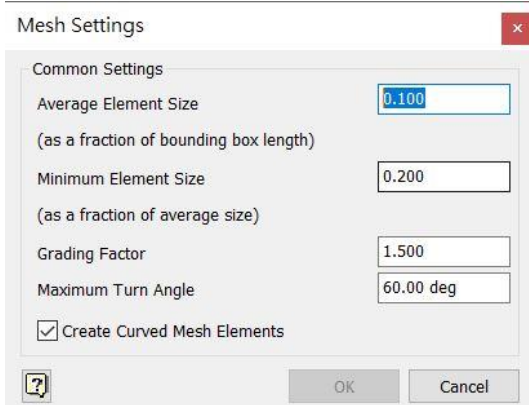 Mesh Settings
Common Settings
Average Element Size 0.100
(as a fraction of bounding box length)
Minimum Element Size 0.200
(as a fraction of average size)
Grading Factor 1.500
Maximum Turn Angle 60.00 deg
Create Curved Mesh Elements
OK Cancel